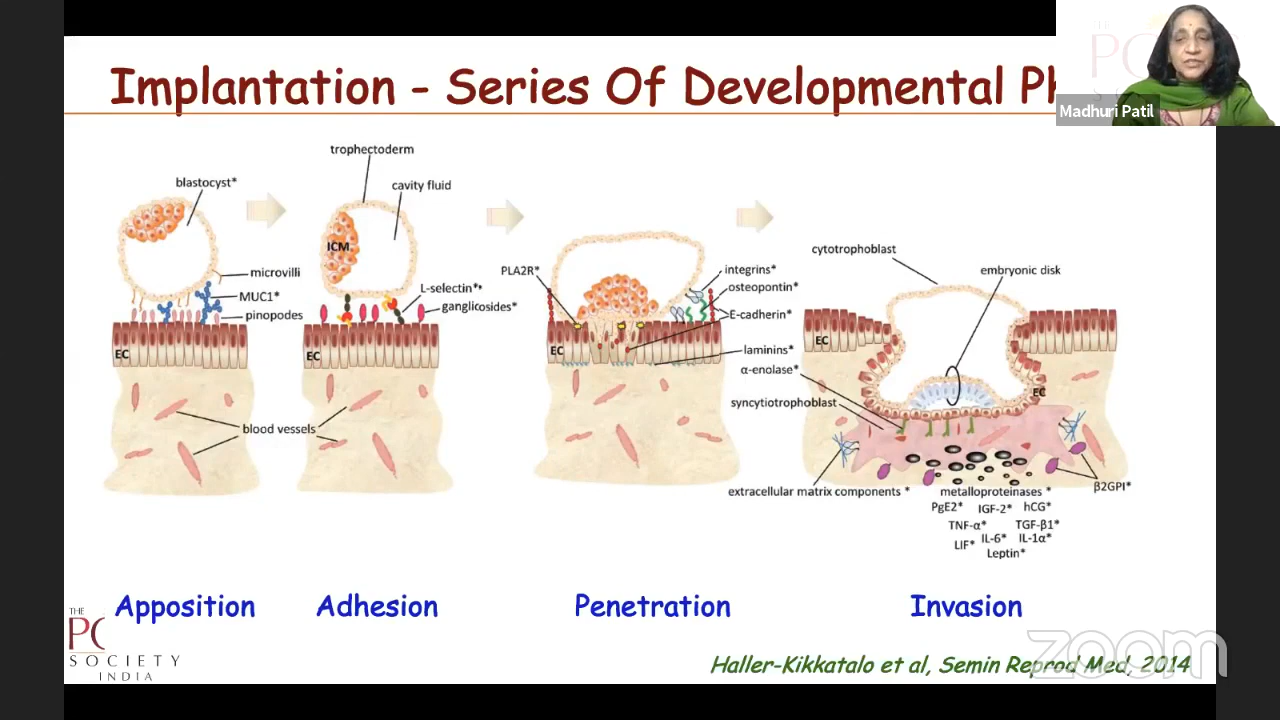 Implantation - Series Of Developmental Ph
Madhuri Patil
trophectoderm
blastocyst*
cavity fluid
ICM
microvilli
MUC1*
pinopodes
EC
L-selectin**
ganglicosides*
EC
blood vessels
PLA2R*
integrins*
osteopontin*
E-cadherin*
EC
laminins*
α-enolase*
syncytiotrophoblast
cytotrophoblast
embryonic disk
EC
EC
extracellular matrix components *
metalloproteinases *
β2GPI*
PgE2* IGF-2* hCG*
TNF-α* TGF-β1*
LIF* IL-6* IL-1α*
Leptin*
Apposition Adhesion Penetration Invasion
THE
PC
SOCIETY
INDIA
Haller-Kikkatalo et al, Semin Reprod Med, 2014
zoom